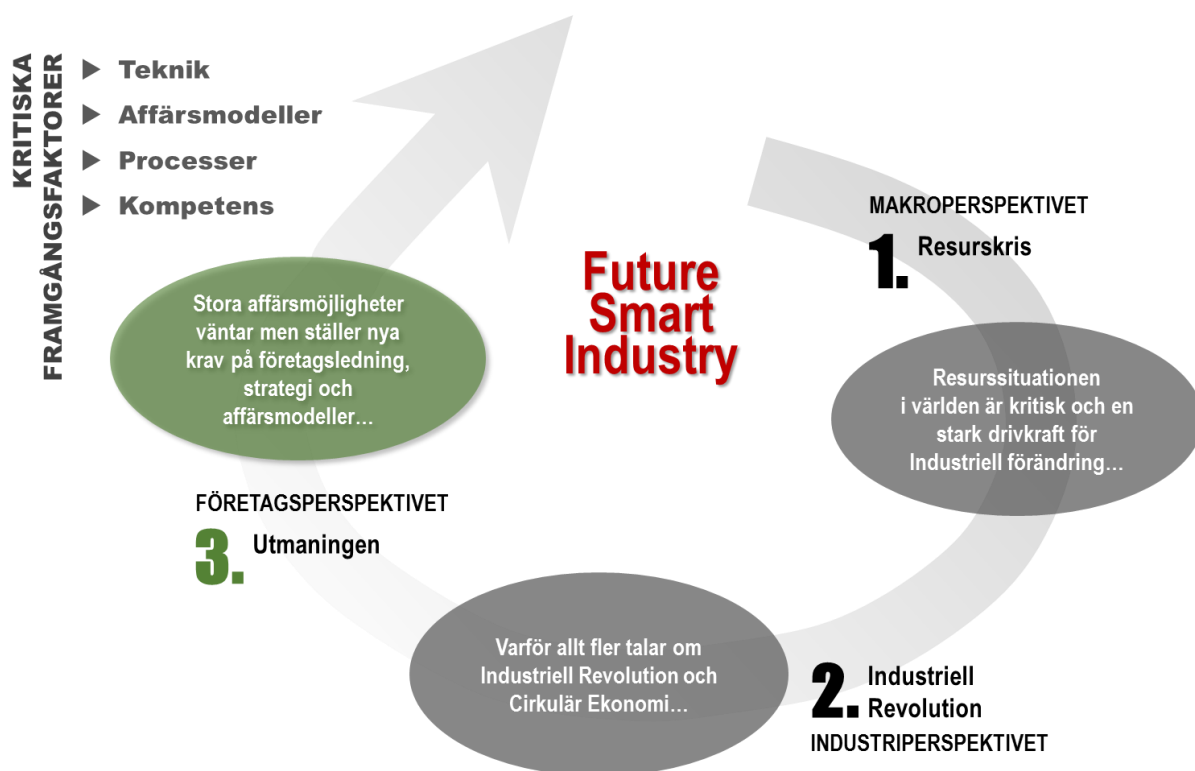 KRITISKA
FRAMGÅNGSFAKTORER
Teknik
Affärsmodeller
Processer
Kompetens
Future
Smart
Industry
MAKROPERSPEKTIVET
1. Resurskris
Resurssituationen
i världen är kritisk och en
stark drivkraft för
Industriell förändring…
2. Industriell
Revolution
INDUSTRIPERSPEKTIVET
Varför allt fler talar om
Industriell Revolution och
Cirkulär Ekonomi…
FÖRETAGSPERSPEKTIVET
3. Utmaningen
Stora affärsmöjligheter
väntar men ställer nya
krav på företagsledning,
strategi och
affärsmodeller…